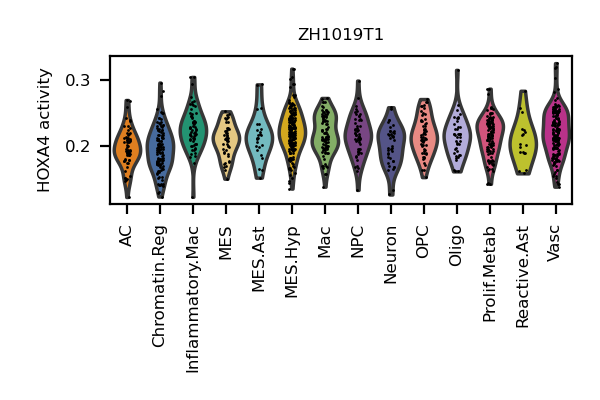 ZH1019T1
HOXA4 activity
0.3
0.2
AC
Chromatin.Reg
Inflammatory.Mac
MES
MES.Ast
MES.Hyp
Mac
NPC
Neuron
OPC
Oligo
Prolif.Metab
Reactive.Ast
Vasc